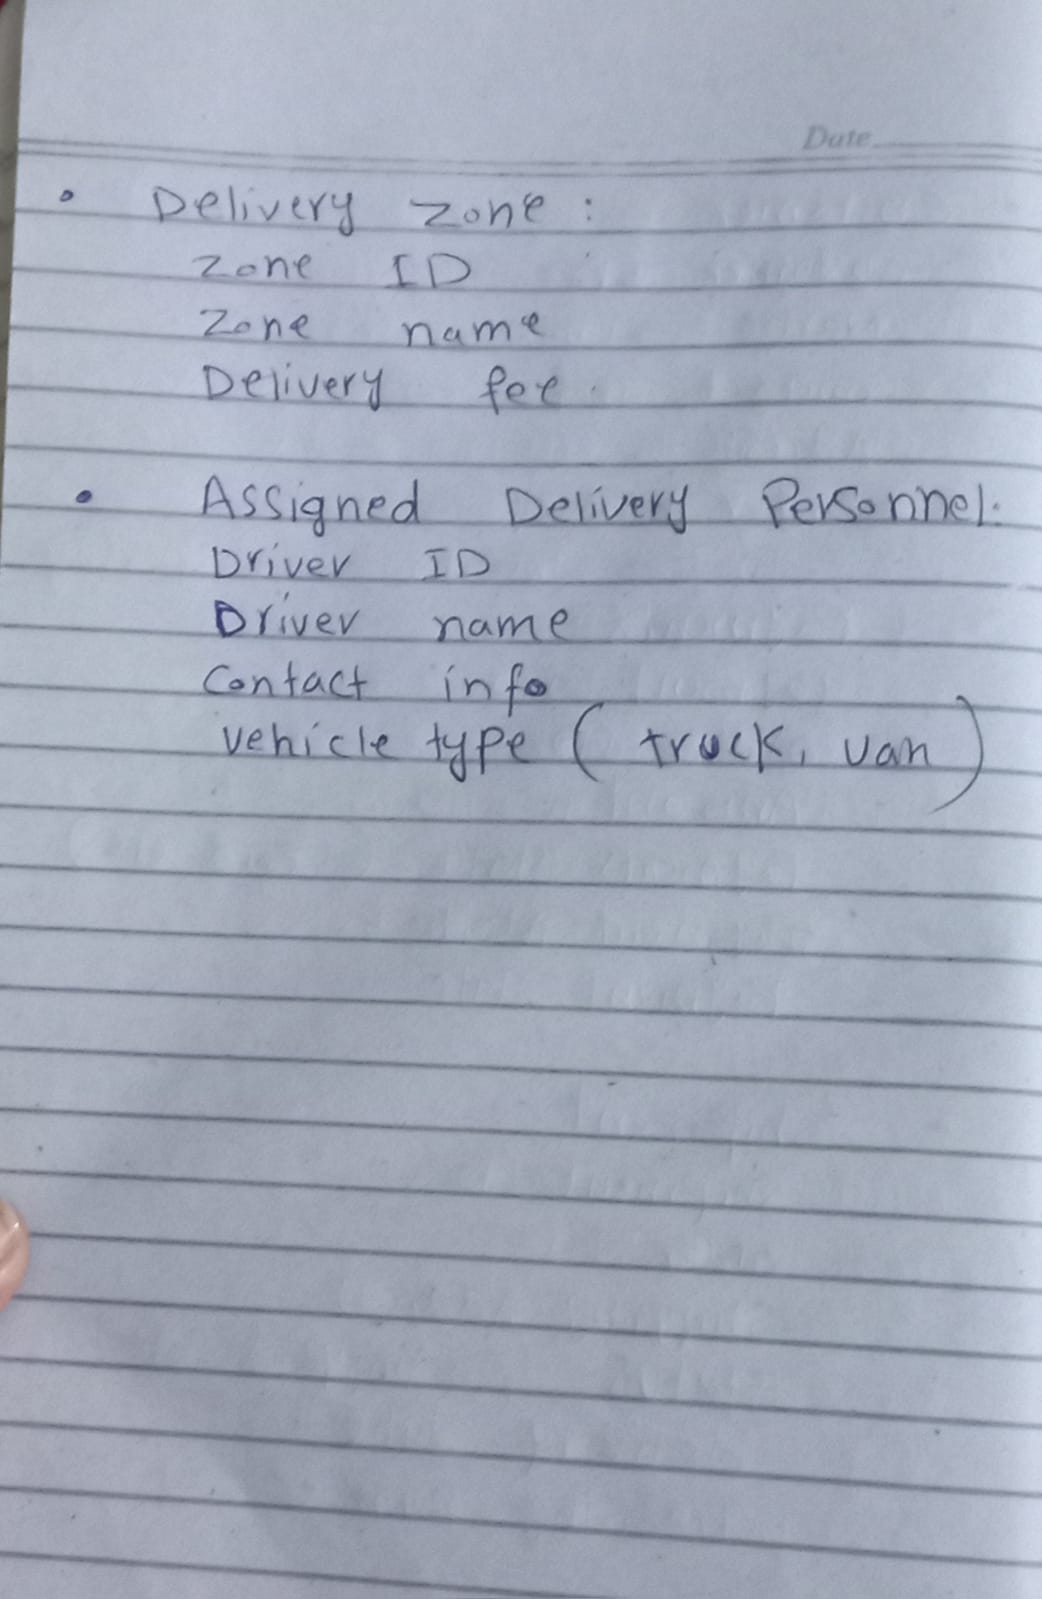 Date
• Delivery zone :
Zone ID
Zone name
Delivery fee.
• Assigned Delivery Personnel:
Driver ID
Driver name
Contact info
vehicle type ( truck, van )